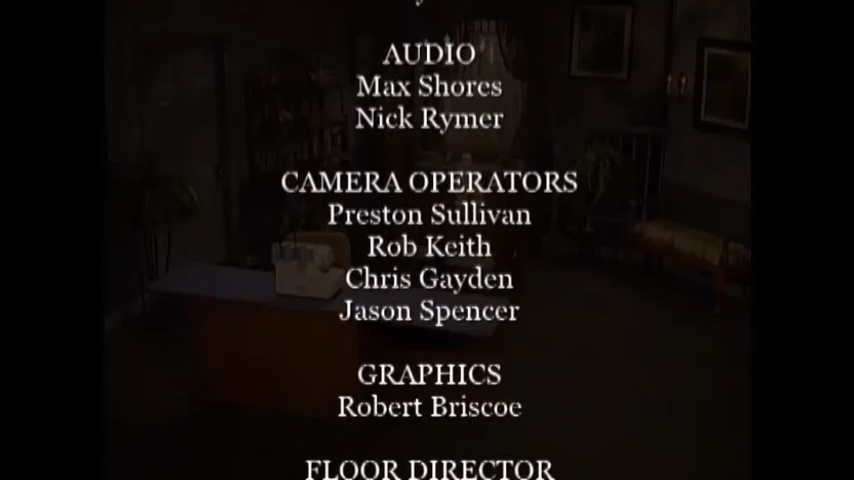 AUDIO
Max Shores
Nick Rymer
CAMERA OPERATORS
Preston Sullivan
Rob Keith
Chris Gayden
Jason Spencer
GRAPHICS
Robert Briscoe
FLOOR DIRECTOR